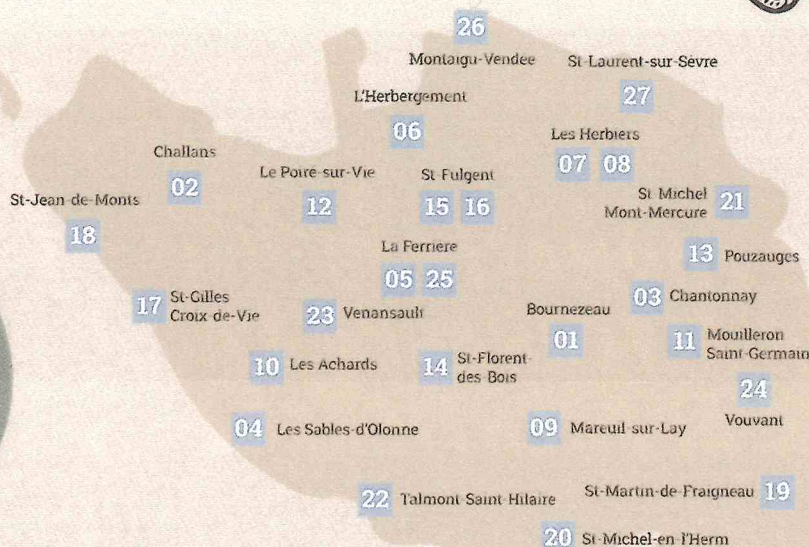 26
Montaigu-Vendée
St-Laurent-sur-Sèvre
27
L'Herbergement
06
Les Herbiers
07 08
Challans
02
Le Poiré-sur-Vie
12
St-Fulgent
15 16
St-Michel
Mont-Mercure
21
St-Jean-de-Monts
18
La Ferrière
05 25
13 Pouzauges
17
St-Gilles
Croix-de-Vie
23 Venansault
03 Chantonnay
Bournezeau
01
11
Mouilleron
Saint-Germain
10 Les Achards
14
St-Florent-
des-Bois
24
Vouvant
04 Les Sables-d'Olonne
09 Mareuil-sur-Lay
22 Talmont-Saint-Hilaire
St-Martin-de-Fraigneau 19
20 St-Michel-en-l'Herm